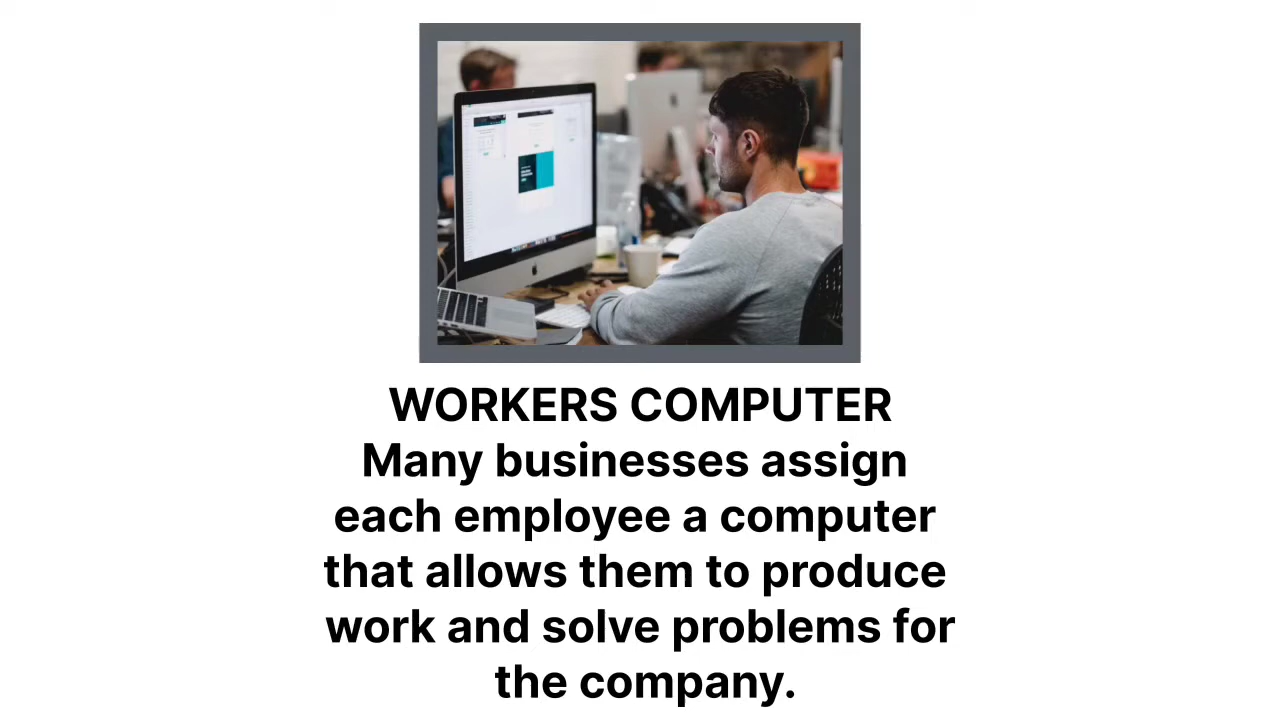 WORKERS COMPUTER
Many businesses assign
each employee a computer
that allows them to produce
work and solve problems for
the company.